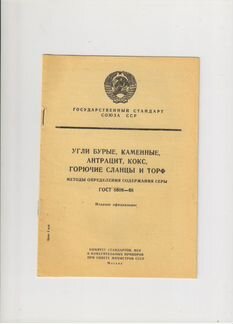 ГОСУДАРСТВЕННЫЙ СТАНДАРТ
СОЮЗА ССР
УГЛИ БУРЫЕ, КАМЕННЫЕ,
АНТРАЦИТ, КОКС,
ГОРЮЧИЕ СЛАНЦЫ И ТОРФ
МЕТОДЫ ОПРЕДЕЛЕНИЯ СОДЕРЖАНИЯ СЕРЫ
ГОСТ
Издание официальное
КОМИТЕТ СТАНДАРТОВ, МЕР
И ИЗМЕРИТЕЛЬНЫХ ПРИБОРОВ
ПРИ СОВЕТЕ МИНИСТРОВ СССР
Москва